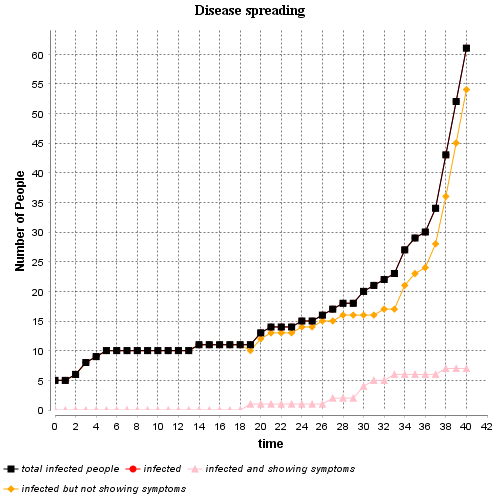 Disease spreading
Number of People
60
55
50
45
40
35
30
25
20
15
10
5
0
0 2 4 6 8 10 12 14 16 18 20 22 24 26 28 30 32 34 36 38 40 42
time
total infected people infected infected and showing symptoms
infected but not showing symptoms